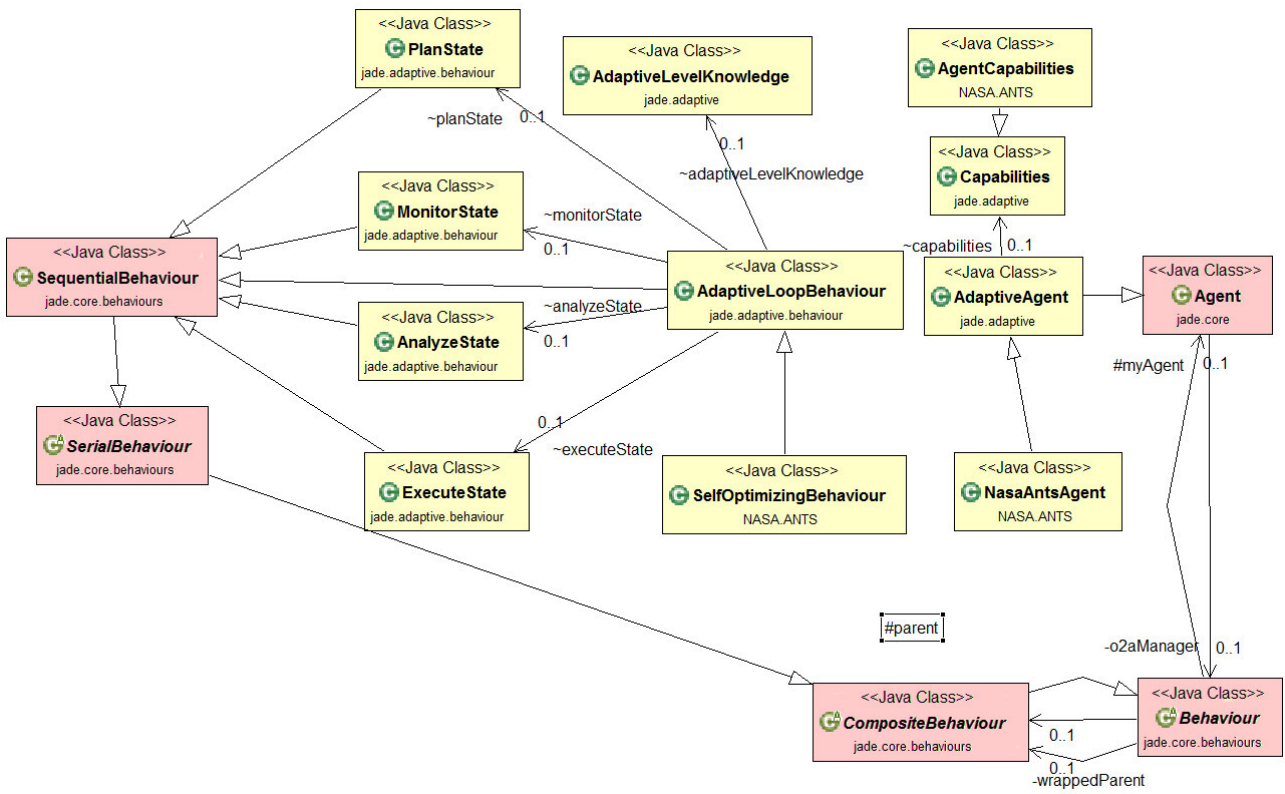 <<Java Class>>
PlanState
jade.adaptive.behaviour
<<Java Class>>
AdaptiveLevelKnowledge
jade.adaptive
<<Java Class>>
AgentCapabilities
NASA.ANTS
~planState
0..1
0..1
~adaptiveLevelKnowledge
<<Java Class>>
Capabilities
jade.adaptive
<<Java Class>>
MonitorState
jade.adaptive.behaviour
~monitorState
0..1
~capabilities
0..1
<<Java Class>>
SequentialBehaviour
jade.core.behaviours
<<Java Class>>
AdaptiveLoopBehaviour
jade.adaptive.behaviour
<<Java Class>>
AdaptiveAgent
jade.adaptive
<<Java Class>>
Agent
jade.core
~analyzeState
0..1
<<Java Class>>
AnalyzeState
jade.adaptive.behaviour
#myAgent
0..1
<<Java Class>>
SerialBehaviour
jade.core.behaviours
0..1
~executeState
<<Java Class>>
ExecuteState
jade.adaptive.behaviour
<<Java Class>>
SelfOptimizingBehaviour
NASA.ANTS
<<Java Class>>
NasaAntsAgent
NASA.ANTS
#parent
-o2aManager
0..1
<<Java Class>>
CompositeBehaviour
jade.core.behaviours
<<Java Class>>
Behaviour
jade.core.behaviours
0..1
0..1
-wrappedParent